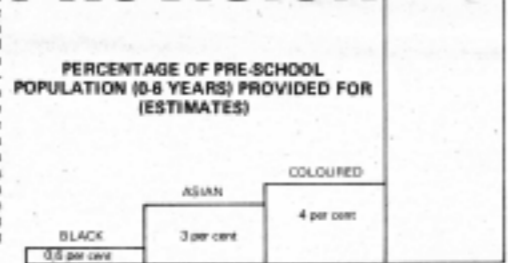 PERCENTAGE OF PRE-SCHOOL
POPULATION (0-6 YEARS) PROVIDED FOR
(ESTIMATES)
COLOURED
ASIAN
4 per cent
BLACK
3 per cent
0,6 per cent